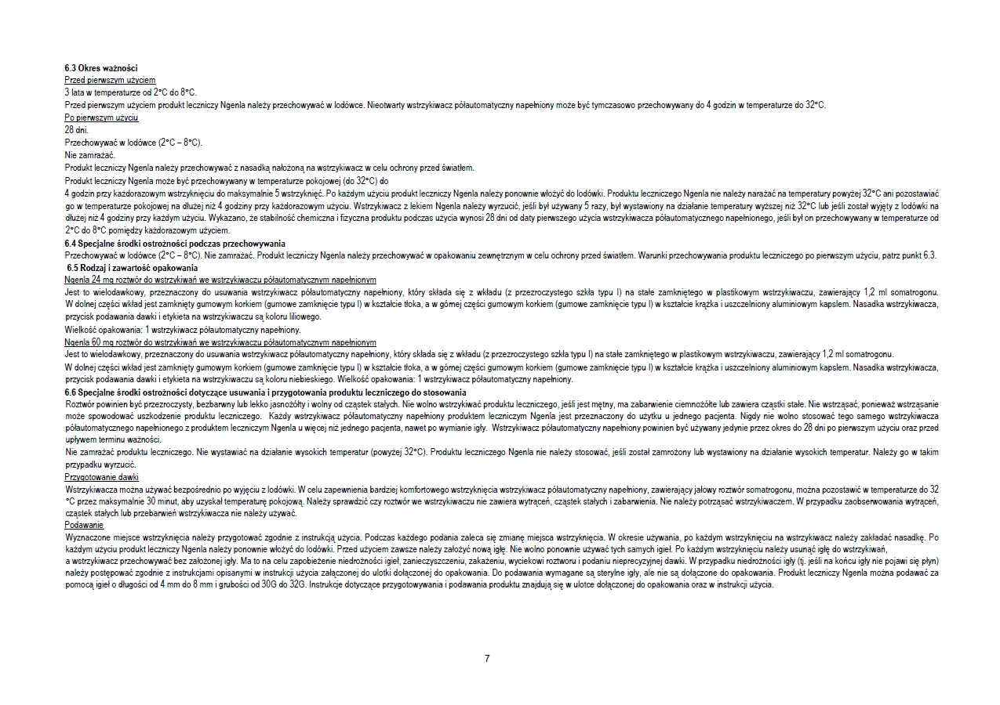 6.3 Okres ważności
Przed pierwszym użyciem
3 lata w temperaturze od 2°C do 8°C.
Przed pierwszym użyciem produkt leczniczy Ngenla należy przechowywać w lodówce. Nieotwarty wstrzykiwacz półautomatyczny napełniony może być tymczasowo przechowywany do 4 godzin w temperaturze do 32°C.
Po pierwszym użyciu
28 dni.
Przechowywać w lodówce (2°C – 8°C).
Nie zamrażać.
Produkt leczniczy Ngenla należy przechowywać z nasadką nałożoną na wstrzykiwacz w celu ochrony przed światłem.
Produkt leczniczy Ngenla może być przechowywany w temperaturze pokojowej (do 32°C) do
4 godzin przy każdorazowym wstrzyknięciu do maksymalnie 5 wstrzyknięć. Po każdym użyciu produkt leczniczy Ngenla należy ponownie włożyć do lodówki. Produktu leczniczego Ngenla nie należy narażać na temperatury powyżej 32°C ani pozostawiać
go w temperaturze pokojowej na dłużej niż 4 godziny przy każdorazowym użyciu. Wstrzykiwacz z lekiem Ngenla należy wyrzucić, jeśli był używany 5 razy, był wystawiony na działanie temperatury wyższej niż 32°C lub jeśli został wyjęty z lodówki na
dłużej niż 4 godziny przy każdym użyciu. Wykazano, że stabilność chemiczna i fizyczna produktu podczas użycia wynosi 28 dni od daty pierwszego użycia wstrzykiwacza półautomatycznego napełnionego, jeśli był on przechowywany w temperaturze od
2°C do 8°C pomiędzy każdorazowym użyciem.
6.4 Specjalne środki ostrożności podczas przechowywania
Przechowywać w lodówce (2°C – 8°C). Nie zamrażać. Produkt leczniczy Ngenla należy przechowywać w opakowaniu zewnętrznym w celu ochrony przed światłem. Warunki przechowywania produktu leczniczego po pierwszym użyciu, patrz punkt 6.3.
6.5 Rodzaj i zawartość opakowania
Ngenla 24 mg roztwór do wstrzykiwań we wstrzykiwaczu półautomatycznym napełnionym
Jest to wielodawkowy, przeznaczony do usuwania wstrzykiwacz półautomatyczny napełniony, który składa się z wkładu (z przezroczystego szkła typu I) na stałe zamkniętego w plastikowym wstrzykiwaczu, zawierający 1,2 ml somatrogonu.
W dolnej części wkład jest zamknięty gumowym korkiem (gumowe zamknięcie typu I) w kształcie tłoka, a w górnej części gumowym korkiem (gumowe zamknięcie typu I) w kształcie krążka i uszczelniony aluminiowym kapslem. Nasadka wstrzykiwacza,
przycisk podawania dawki i etykieta na wstrzykiwaczu są koloru liliowego.
Wielkość opakowania: 1 wstrzykiwacz półautomatyczny napełniony.
Ngenla 60 mg roztwór do wstrzykiwań we wstrzykiwaczu półautomatycznym napełnionym
Jest to wielodawkowy, przeznaczony do usuwania wstrzykiwacz półautomatyczny napełniony, który składa się z wkładu (z przezroczystego szkła typu I) na stałe zamkniętego w plastikowym wstrzykiwaczu, zawierający 1,2 ml somatrogonu.
W dolnej części wkład jest zamknięty gumowym korkiem (gumowe zamknięcie typu I) w kształcie tłoka, a w górnej części gumowym korkiem (gumowe zamknięcie typu I) w kształcie krążka i uszczelniony aluminiowym kapslem. Nasadka wstrzykiwacza,
przycisk podawania dawki i etykieta na wstrzykiwaczu są koloru niebieskiego. Wielkość opakowania: 1 wstrzykiwacz półautomatyczny napełniony.
6.6 Specjalne środki ostrożności dotyczące usuwania i przygotowania produktu leczniczego do stosowania
Roztwór powinien być przezroczysty, bezbarwny lub lekko jasnożółty i wolny od cząstek stałych. Nie wolno wstrzykiwać produktu leczniczego, jeśli jest mętny, ma zabarwienie ciemnożółte lub zawiera cząstki stałe. Nie wstrząsać, ponieważ wstrząsanie
może spowodować uszkodzenie produktu leczniczego. Każdy wstrzykiwacz półautomatyczny napełniony produktem leczniczym Ngenla jest przeznaczony do użytku u jednego pacjenta. Nigdy nie wolno stosować tego samego wstrzykiwacza
półautomatycznego napełnionego z produktem leczniczym Ngenla u więcej niż jednego pacjenta, nawet po wymianie igły. Wstrzykiwacz półautomatyczny napełniony powinien być używany jedynie przez okres do 28 dni po pierwszym użyciu oraz przed
upływem terminu ważności.
Nie zamrażać produktu leczniczego. Nie wystawiać na działanie wysokich temperatur (powyżej 32°C). Produktu leczniczego Ngenla nie należy stosować, jeśli został zamrożony lub wystawiony na działanie wysokich temperatur. Należy go w takim
przypadku wyrzucić.
Przygotowanie dawki
Wstrzykiwacza można używać bezpośrednio po wyjęciu z lodówki. W celu zapewnienia bardziej komfortowego wstrzyknięcia wstrzykiwacz półautomatyczny napełniony, zawierający jałowy roztwór somatrogonu, można pozostawić w temperaturze do 32
°C przez maksymalnie 30 minut, aby uzyskał temperaturę pokojową. Należy sprawdzić czy roztwór we wstrzykiwaczu nie zawiera wytrąceń, cząstek stałych i zabarwienia. Nie należy potrząsać wstrzykiwaczem. W przypadku zaobserwowania wytrąceń,
cząstek stałych lub przebarwień wstrzykiwacza nie należy używać.
Podawanie
Wyznaczone miejsce wstrzyknięcia należy przygotować zgodnie z instrukcją użycia. Podczas każdego podania zaleca się zmianę miejsca wstrzyknięcia. W okresie używania, po każdym wstrzyknięciu na wstrzykiwacz należy zakładać nasadkę. Po
każdym użyciu produkt leczniczy Ngenla należy ponownie włożyć do lodówki. Przed użyciem zawsze należy założyć nową igłę. Nie wolno ponownie używać tych samych igieł. Po każdym wstrzyknięciu należy usunąć igłę do wstrzykiwań,
a wstrzykiwacz przechowywać bez założonej igły. Ma to na celu zapobieżenie niedrożności igieł, zanieczyszczeniu, zakażeniu, wyciekowi roztworu i podaniu nieprecyzyjnej dawki. W przypadku niedrożności igły (tj. jeśli na końcu igły nie pojawi się płyn)
należy postępować zgodnie z instrukcjami opisanymi w instrukcji użycia załączonej do ulotki dołączonej do opakowania. Do podawania wymagane są sterylne igły, ale nie są dołączone do opakowania. Produkt leczniczy Ngenla można podawać za
pomocą igieł o długości od 4 mm do 8 mm i grubości od 30G do 32G. Instrukcje dotyczące przygotowywania i podawania produktu znajdują się w ulotce dołączonej do opakowania oraz w instrukcji użycia.
7